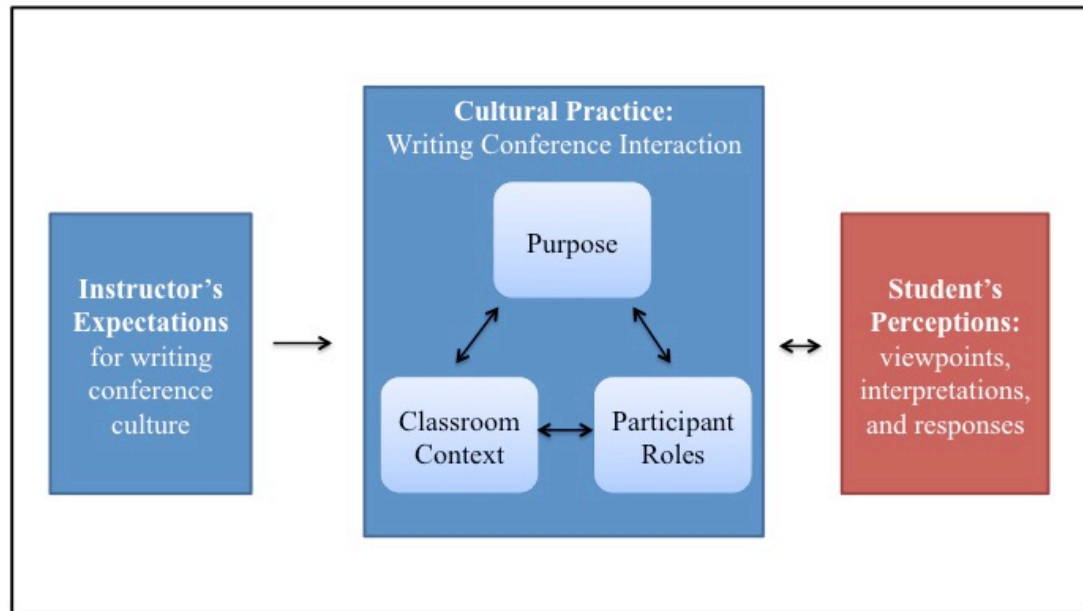 Instructor's
Expectations
for writing
conference
culture
Cultural Practice:
Writing Conference Interaction
Purpose
Classroom
Context
Participant
Roles
Student's
Perceptions:
viewpoints,
interpretations,
and responses